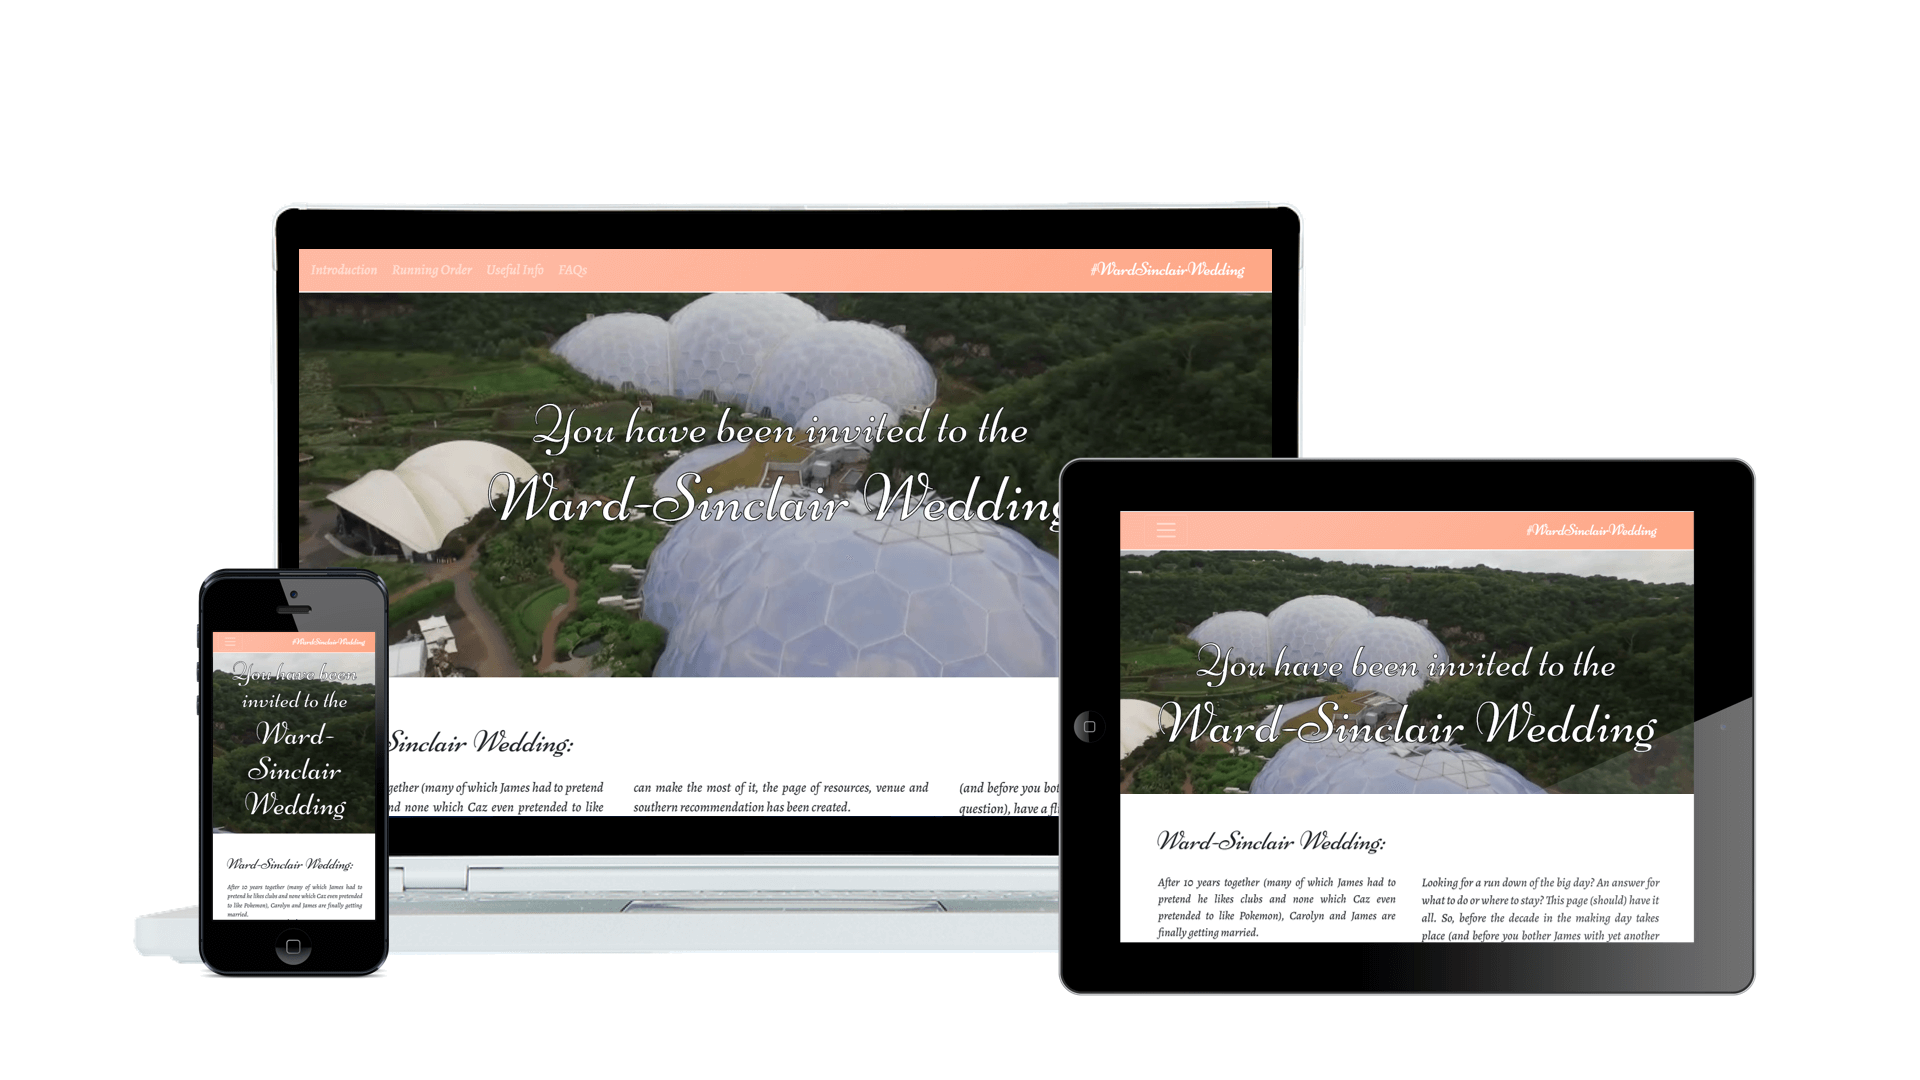 Introduction Running Order Useful Info FAQs #WardSinclairWedding
You have been invited to the
Ward-Sinclair Wedding
Sinclair Wedding:
gether (many of which James had to pretend
nd none which Caz even pretended to like
can make the most of it, the page of resources, venue and
southern recommendation has been created.
(and before you bot
question), have a fl
#WardSinclairWedding
You have been
invited to the
Ward-
Sinclair
Wedding
Ward-Sinclair Wedding:
After 10 years together (many of which James had to
pretend he likes clubs and none which Caz even pretended
to like Pokemon), Carolyn and James are finally getting
married.
#WardSinclairWedding
You have been invited to the
Ward-Sinclair Wedding
Ward-Sinclair Wedding:
After 10 years together (many of which James had to
pretend he likes clubs and none which Caz even
pretended to like Pokemon), Carolyn and James are
finally getting married.
Looking for a run down of the big day? An answer for
what to do or where to stay? This page (should) have it
all. So, before the decade in the making day takes
place (and before you bother James with yet another